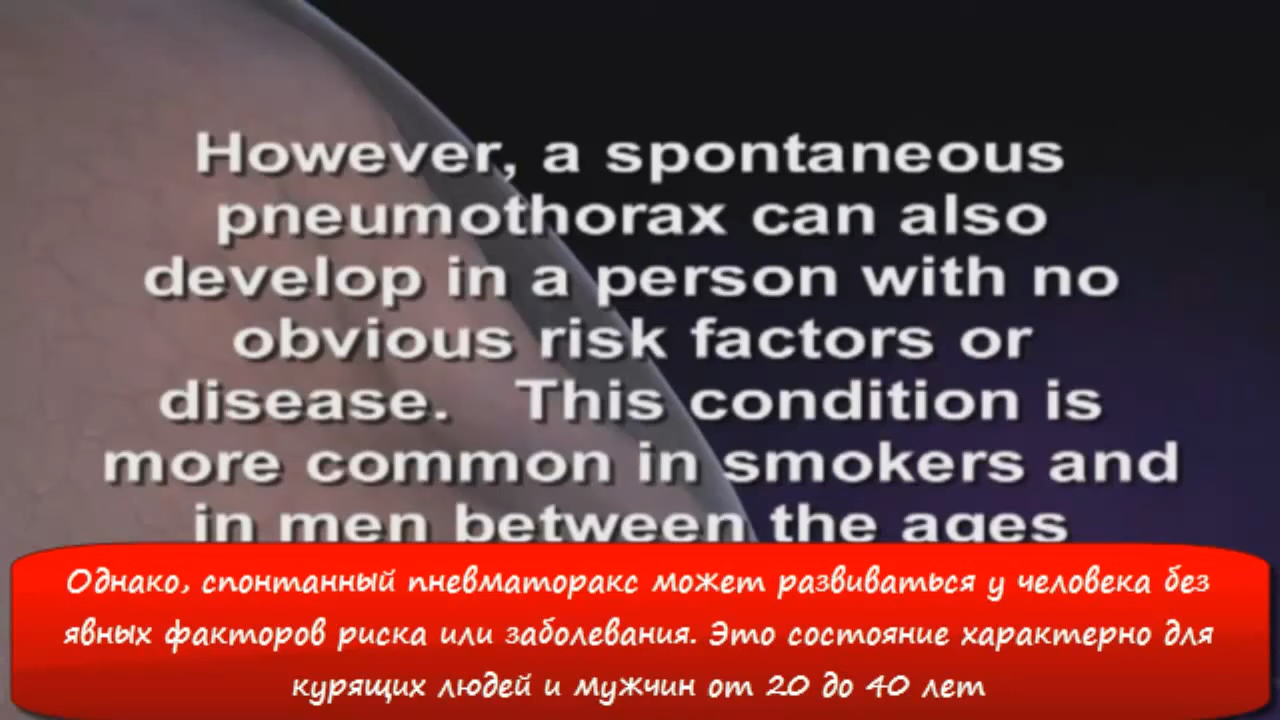 However, a spontaneous
pneumothorax can also
develop in a person with no
obvious risk factors or
disease. This condition is
more common in smokers and
in men between the ages
Однако, спонтанный пневматоракс может развиваться у человека без
явных факторов риска или заболевания. Это состояние характерно для
курящих людей и мужчин от 20 до 40 лет